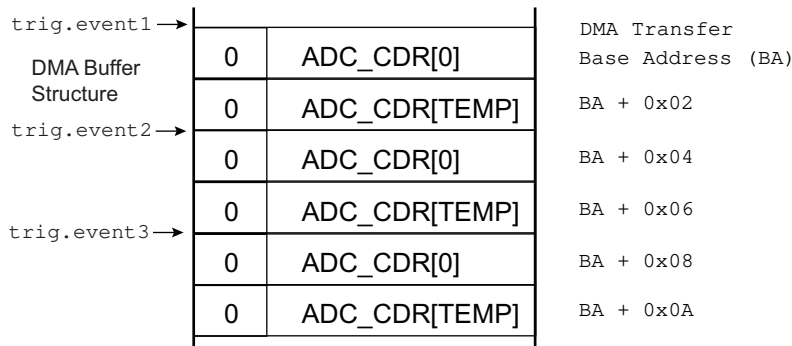 trig.event1
DMA Transfer
Base Address (BA)
DMA Buffer
Structure
0 ADC_CDR[0]
0 ADC_CDR[TEMP] BA + 0x02
trig.event2
0 ADC_CDR[0] BA + 0x04
0 ADC_CDR[TEMP] BA + 0x06
trig.event3
0 ADC_CDR[0] BA + 0x08
0 ADC_CDR[TEMP] BA + 0x0A